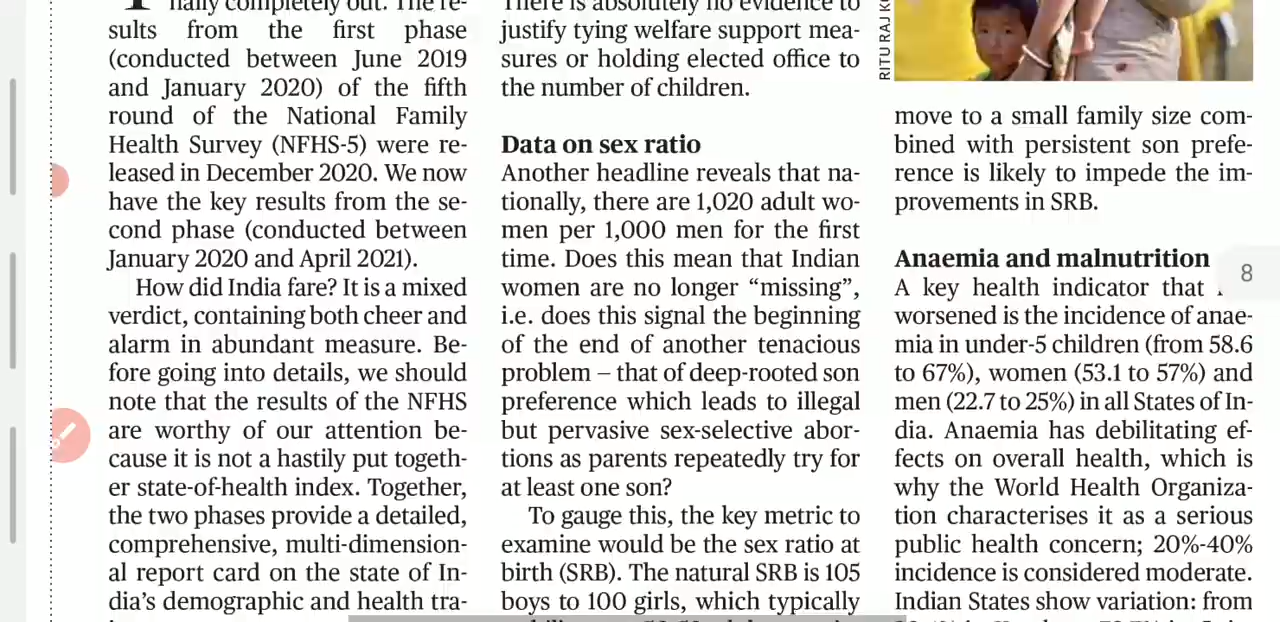 nally completely out. The re-
sults from the first phase
(conducted between June 2019
and January 2020) of the fifth
round of the National Family
Health Survey (NFHS-5) were re-
leased in December 2020. We now
have the key results from the se-
cond phase (conducted between
January 2020 and April 2021).
How did India fare? It is a mixed
verdict, containing both cheer and
alarm in abundant measure. Be-
fore going into details, we should
note that the results of the NFHS
are worthy of our attention be-
cause it is not a hastily put togeth-
er state-of-health index. Together,
the two phases provide a detailed,
comprehensive, multi-dimension-
al report card on the state of In-
dia’s demographic and health tra-
There is absolutely no evidence to
justify tying welfare support mea-
sures or holding elected office to
the number of children.
Data on sex ratio
Another headline reveals that na-
tionally, there are 1,020 adult wo-
men per 1,000 men for the first
time. Does this mean that Indian
women are no longer “missing”,
i.e. does this signal the beginning
of the end of another tenacious
problem – that of deep-rooted son
preference which leads to illegal
but pervasive sex-selective abor-
tions as parents repeatedly try for
at least one son?
To gauge this, the key metric to
examine would be the sex ratio at
birth (SRB). The natural SRB is 105
boys to 100 girls, which typically
RITU RAJ
move to a small family size com-
bined with persistent son prefe-
rence is likely to impede the im-
provements in SRB.
Anaemia and malnutrition
A key health indicator that
worsened is the incidence of anae-
mia in under-5 children (from 58.6
to 67%), women (53.1 to 57%) and
men (22.7 to 25%) in all States of In-
dia. Anaemia has debilitating ef-
fects on overall health, which is
why the World Health Organiza-
tion characterises it as a serious
public health concern; 20%-40%
incidence is considered moderate.
Indian States show variation: from
8